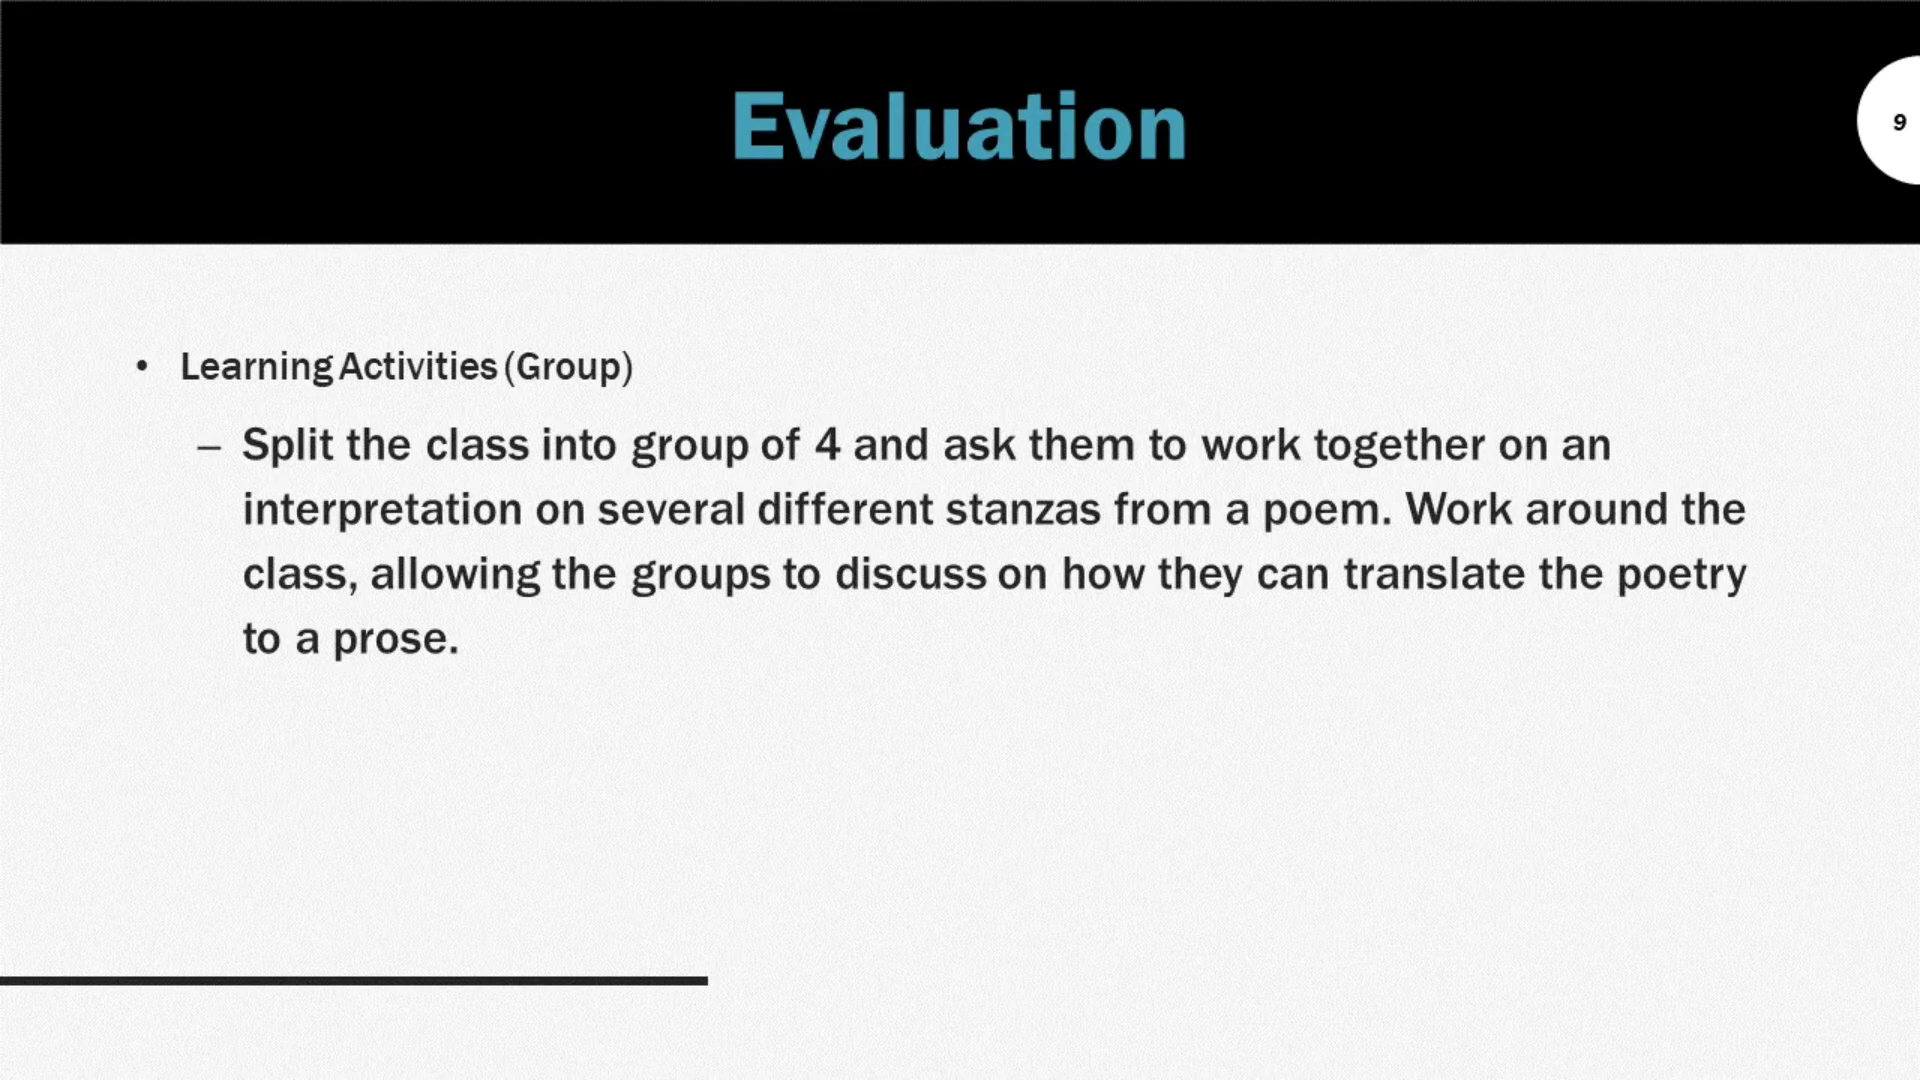 Evaluation
9
• Learning Activities (Group)
– Split the class into group of 4 and ask them to work together on an
interpretation on several different stanzas from a poem. Work around the
class, allowing the groups to discuss on how they can translate the poetry
to a prose.